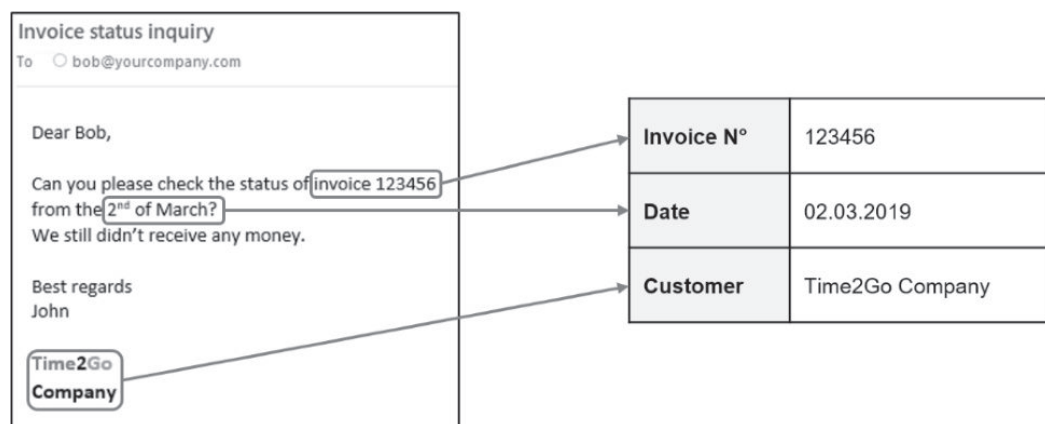 Invoice status inquiry
To bob@yourcompany.com
Dear Bob,
Can you please check the status of invoice 123456
from the 2nd of March?
We still didn't receive any money.
Best regards
John
Time2Go
Company
Invoice N° 123456
Date 02.03.2019
Customer Time2Go Company